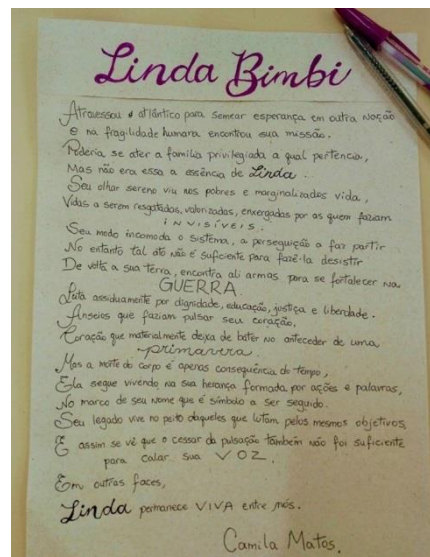 Linda Bimbi
Atravessou o atlântico para semear esperança em outra Nação
e na fragilidade humana encontrou sua missão.
Poderia se ater a família privilegiada a qual pertencia,
Mas não era essa a essência de Linda.
Seu olhar sereno viu nos pobres e marginalizados vida,
Vidas a serem resgatadas, valorizadas, enxergadas por as quem faziam
INVISÍVEIS.
Seu modo incomoda o sistema, a perseguição a faz partir
No entanto tal ato não é suficiente para fazê-la desistir
De volta a sua terra, encontra ali armas para se fortalecer na
GUERRA.
Luta assiduamente por dignidade, educação, justiça e liberdade.
Anseios que faziam pulsar seu coração.
Coração que materialmente deixa de bater no anteceder de uma
primavera.
Mas a morte do corpo é apenas consequência do tempo,
Ela segue vivendo na sua herança formada por ações e palavras,
No marco de seu nome que é símbolo a ser seguido.
Seu legado vive no peito daqueles que lutam pelos mesmos objetivos
E assim se vê que o cessar da pulsação também não foi suficiente
para calar sua VOZ.
Em outras faces,
Linda permanece VIVA entre nós.
Camila Matos.